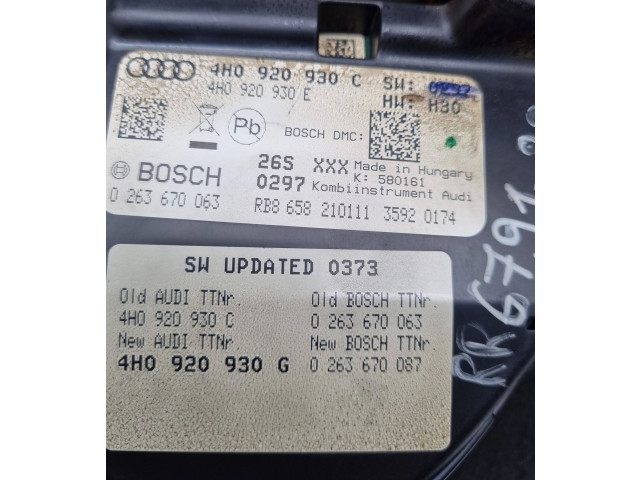 4H0 920 930 C SW:
4H0 920 930 E HW: H30
Pb BOSCH DMC:
BOSCH 26S XXX Made in Hungary
K: 580161
0297 Kombiinstrument Audi
0 263 670 063 RB8 658 210111 3592 0174
SW UPDATED 0373
Old AUDI TTNr. Old BOSCH TTNr.
4H0 920 930 C 0 263 670 063
New AUDI TTNr. New BOSCH TTNr.
4H0 920 930 G 0 263 670 087
RR 6791